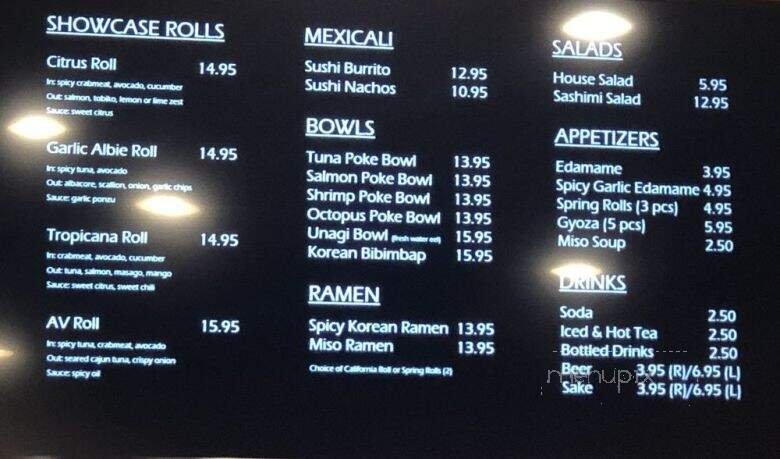 SHOWCASE ROLLS
Citrus Roll 14.95
In: spicy crabmeat, avocado, cucumber
Out: salmon, tobiko, lemon or lime zest
Sauce: sweet citrus
Garlic Albie Roll 14.95
In: spicy tuna, avocado
Out: albacore, scallion, onion, garlic chips
Sauce: garlic ponzu
Tropicana Roll 14.95
In: crabmeat, avocado, cucumber
Out: tuna, salmon, masago, mango
Sauce: sweet citrus, sweet chili
AV Roll 15.95
In: spicy tuna, crabmeat, avocado
Out: seared cajun tuna, crispy onion
Sauce: spicy oil
MEXICALI
Sushi Burrito 12.95
Sushi Nachos 10.95
BOWLS
Tuna Poke Bowl 13.95
Salmon Poke Bowl 13.95
Shrimp Poke Bowl 13.95
Octopus Poke Bowl 13.95
Unagi Bowl (fresh water eel) 15.95
Korean Bibimbap 15.95
RAMEN
Spicy Korean Ramen 13.95
Miso Ramen 13.95
Choice of California Roll or Spring Rolls (2)
SALADS
House Salad 5.95
Sashimi Salad 12.95
APPETIZERS
Edamame 3.95
Spicy Garlic Edamame 4.95
Spring Rolls (3 pcs) 4.95
Gyoza (5 pcs) 5.95
Miso Soup 2.50
DRINKS
Soda 2.50
Iced & Hot Tea 2.50
Bottled Drinks 2.50
Beer 3.95 (R)/6.95 (L)
menupix
Sake 3.95 (R)/6.95 (L)